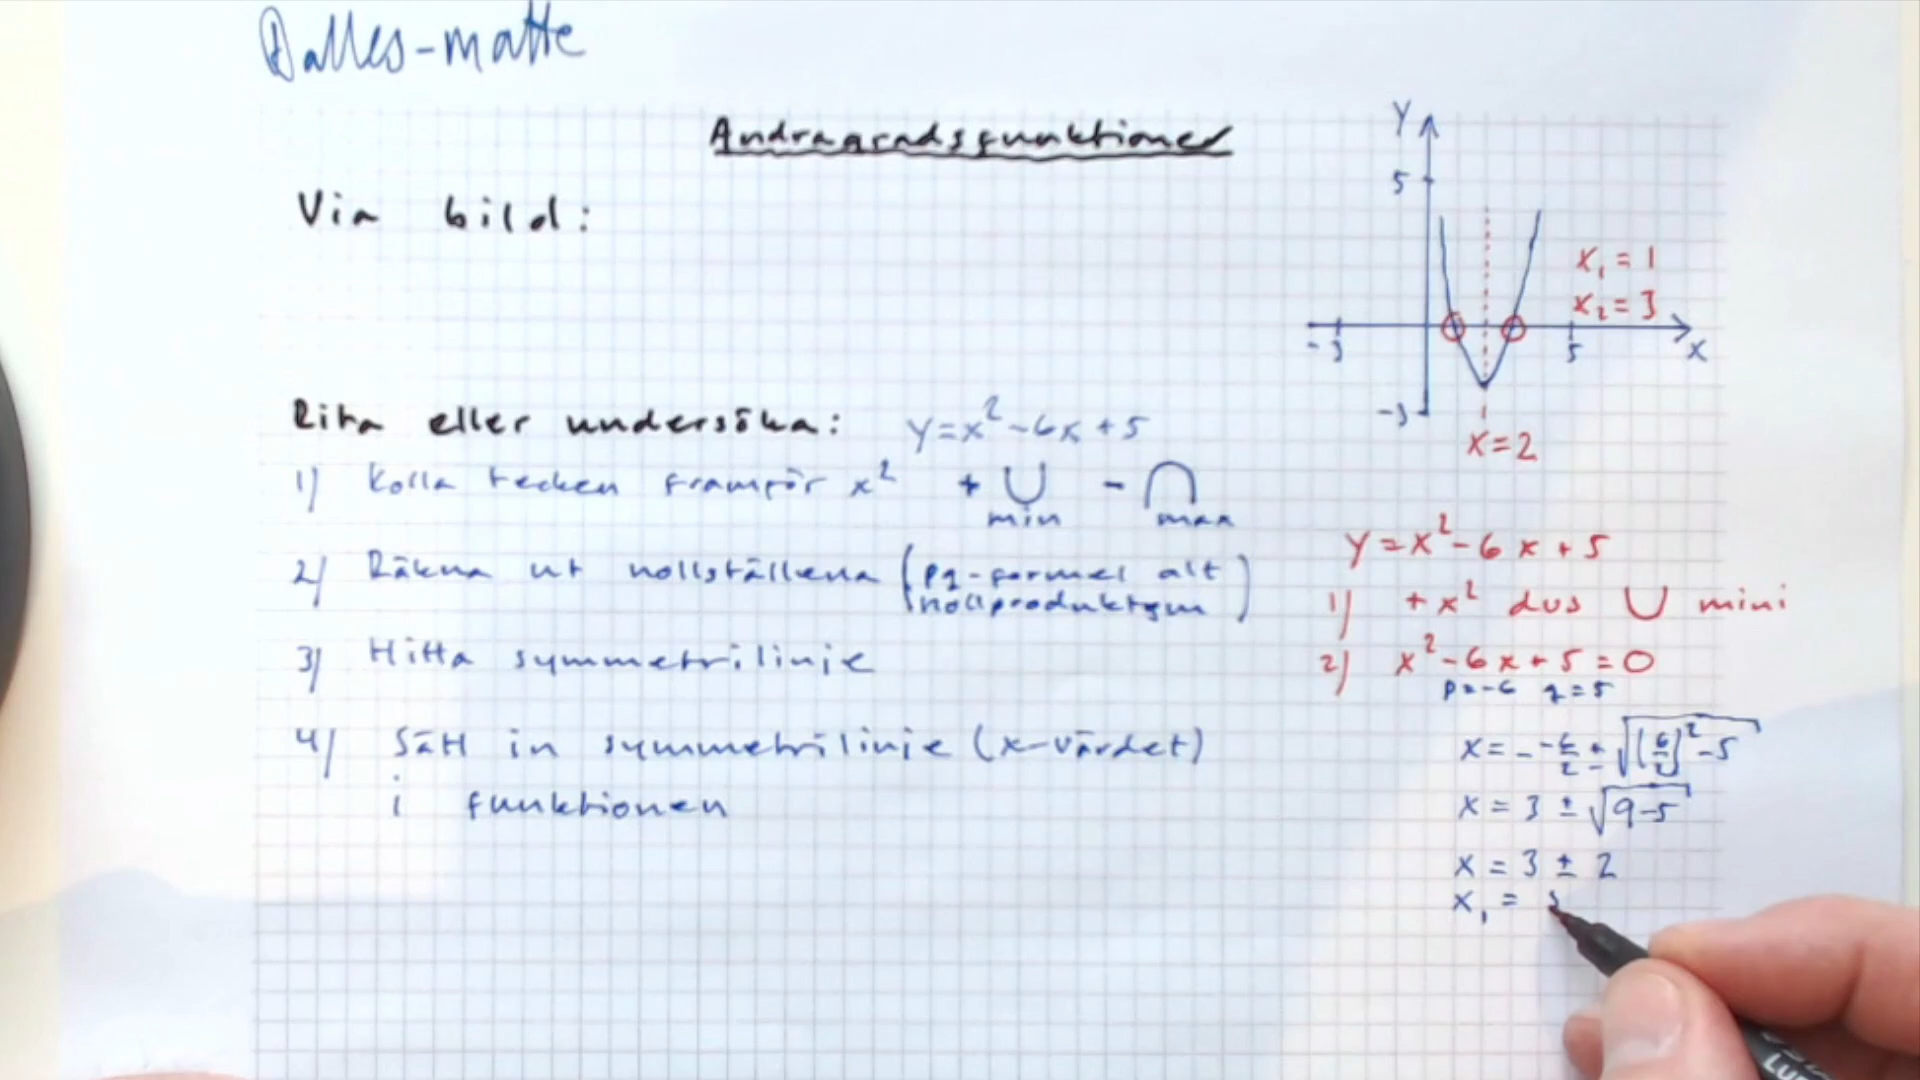 Dalles-matte
Andragradsfunktioner
Via bild:
Y
5
x₁ = 1
x₂ = 3
-3
5
x
-3
x=2
Rita eller undersöka: y=x²-6x+5
1) Kolla tecken framför x² + ∪ - ∩
min max
2) Räkna ut nollställena (pq-formel alt
nollproduktgm)
3) Hitta symmetrilinje
4) Sätt in symmetrilinje (x-värdet)
i funktionen
y=x²-6x+5
1) +x² dvs ∪ mini
2) x²-6x+5=0
p=-6 q=5
x=--6/2±√(6/2)²-5
x=3±√9-5
x=3±2
x₁=